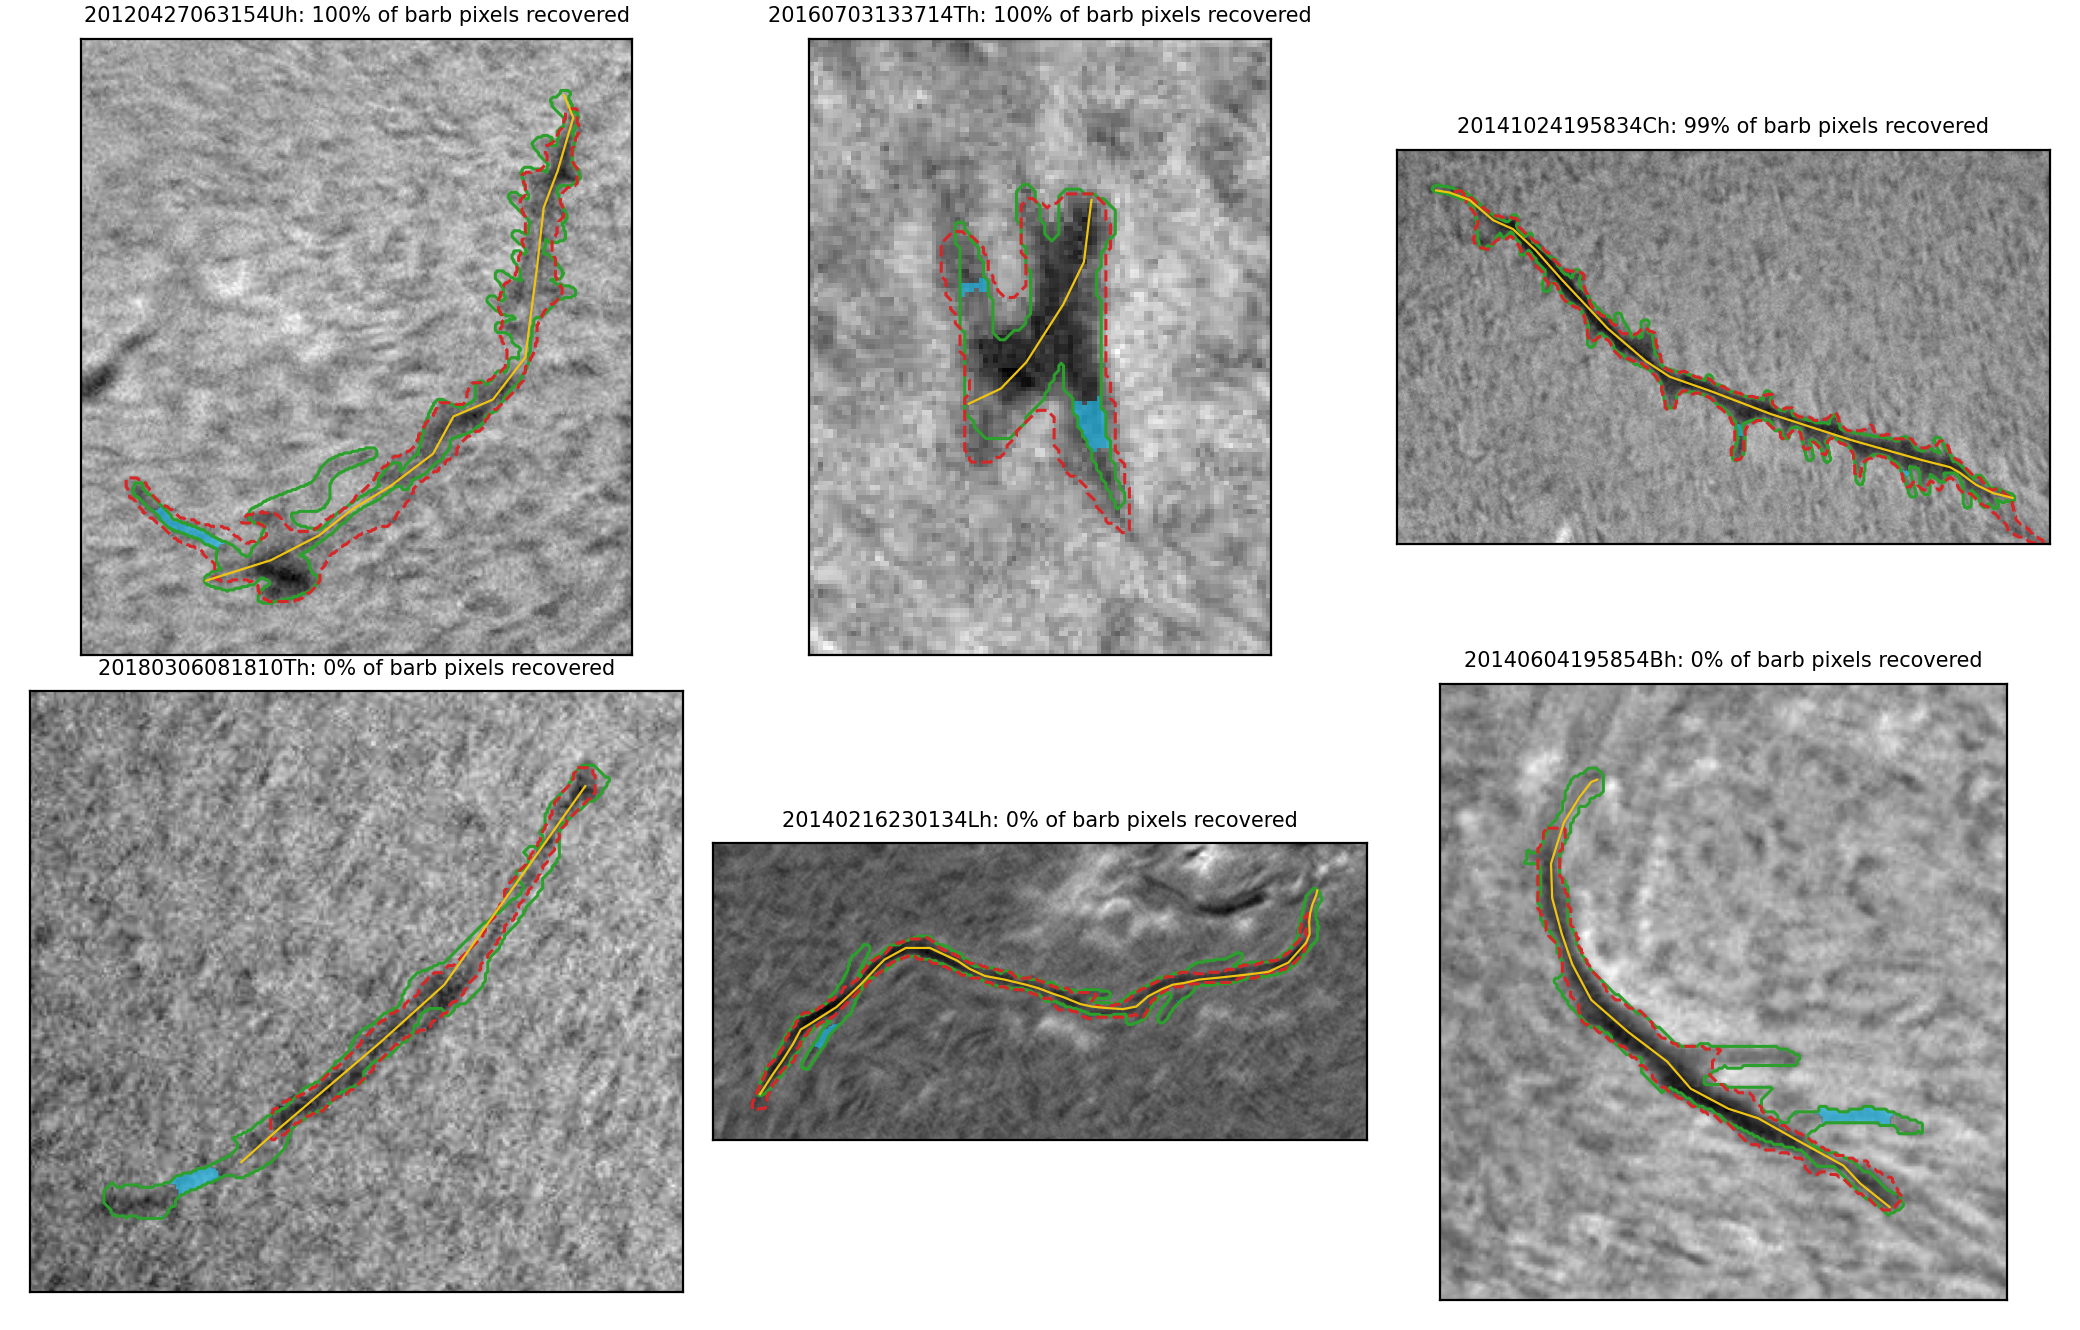 20120427063154Uh: 100% of barb pixels recovered
20160703133714Th: 100% of barb pixels recovered
20141024195834Ch: 99% of barb pixels recovered
20180306081810Th: 0% of barb pixels recovered
20140216230134Lh: 0% of barb pixels recovered
20140604195854Bh: 0% of barb pixels recovered